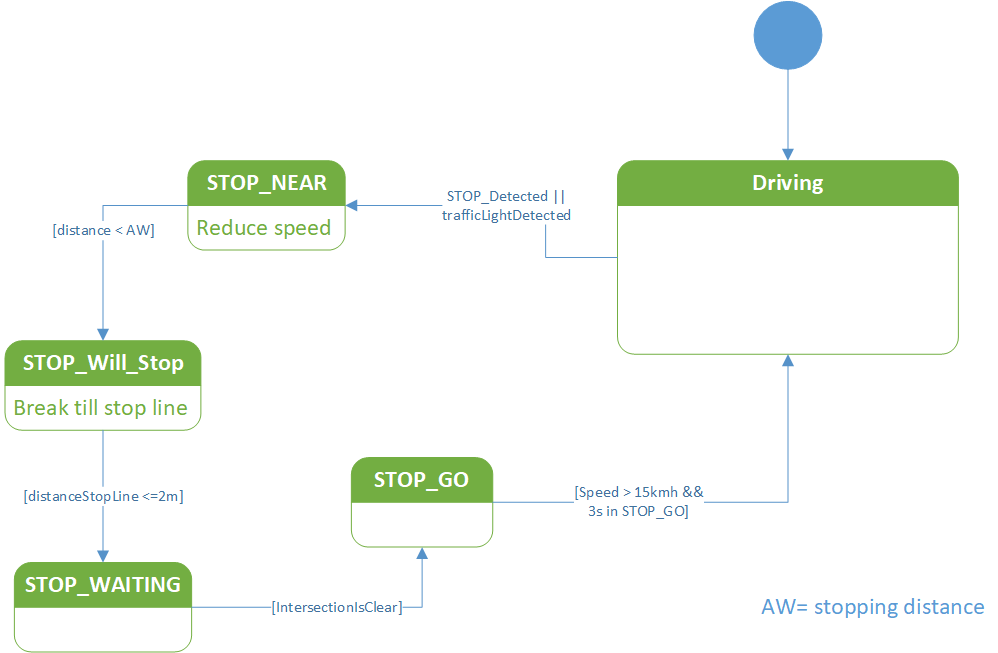 Driving
STOP_NEAR
Reduce speed
STOP_Detected ||
trafficLightDetected
[distance < AW]
STOP_Will_Stop
Break till stop line
[distanceStopLine <=2m]
STOP_GO
[Speed > 15kmh &&
3s in STOP_GO]
STOP_WAITING
[IntersectionIsClear]
AW= stopping distance